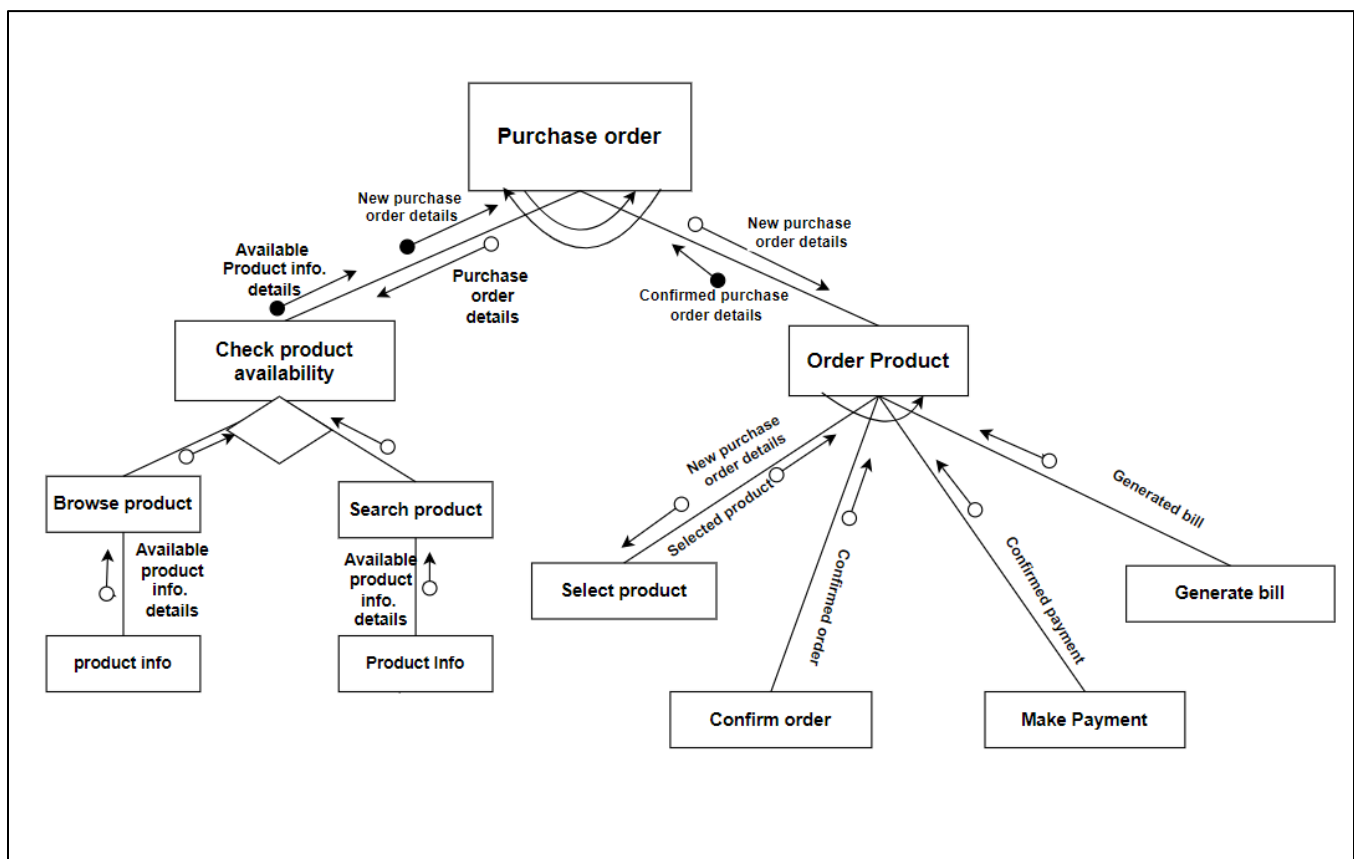 Purchase order
New purchase
order details
New purchase
order details
Available
Product info.
details
Purchase
order
details
Confirmed purchase
order details
Check product
availability
Order Product
New purchase
order details
Selected product
Browse product
Search product
Generated bill
Available
product
info.
details
Available
product
info.
details
Confirmed order
Confirmed payment
Select product
Generate bill
product info
Product Info
Confirm order
Make Payment